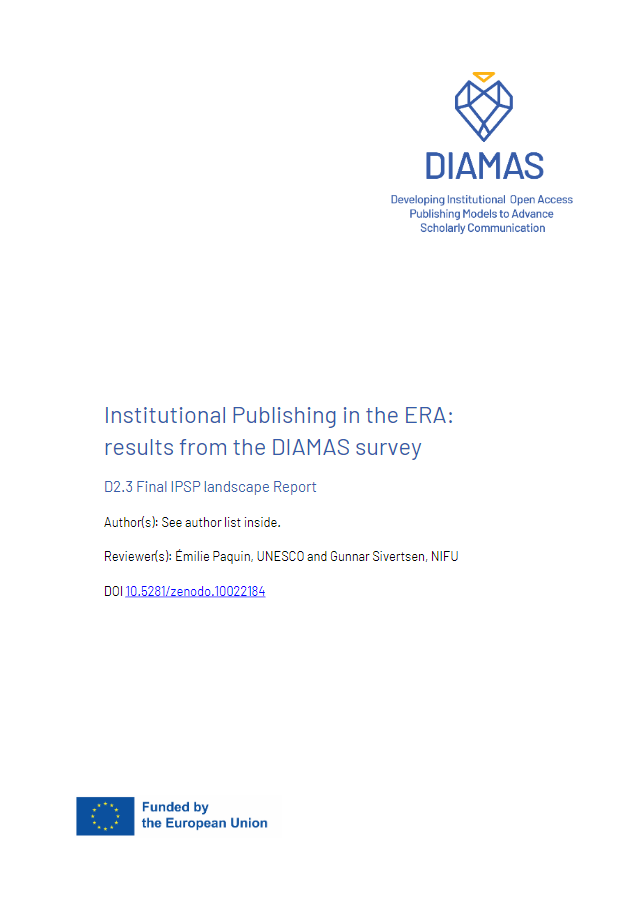 DIAMAS
Developing Institutional Open Access
Publishing Models to Advance
Scholarly Communication
Institutional Publishing in the ERA:
results from the DIAMAS survey
D2.3 Final IPSP landscape Report
Author(s): See author list inside.
Reviewer(s): Émilie Paquin, UNESCO and Gunnar Sivertsen, NIFU
DOI 10.5281/zenodo.10022184
Funded by
the European Union